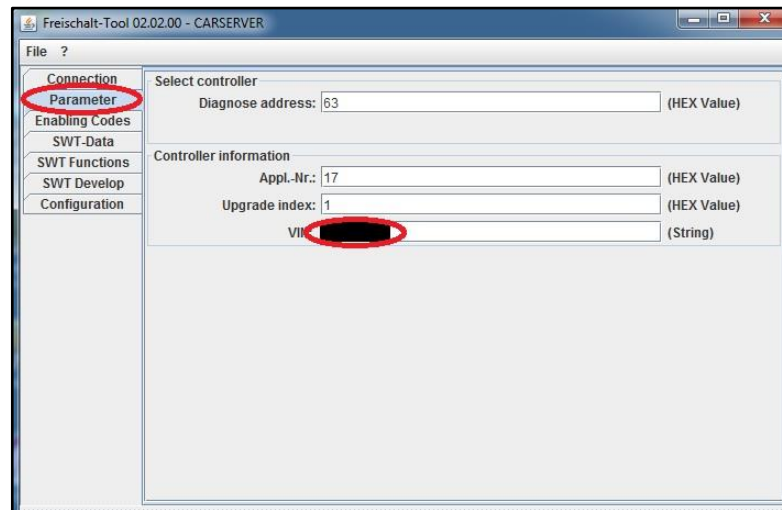 Freischalt-Tool 02.02.00 - CARSERVER
File ?
Connection
Parameter
Enabling Codes
SWT-Data
SWT Functions
SWT Develop
Configuration
Select controller
Diagnose address: 63 (HEX Value)
Controller information
Appl.-Nr.: 17 (HEX Value)
Upgrade index: 1 (HEX Value)
VI (String)